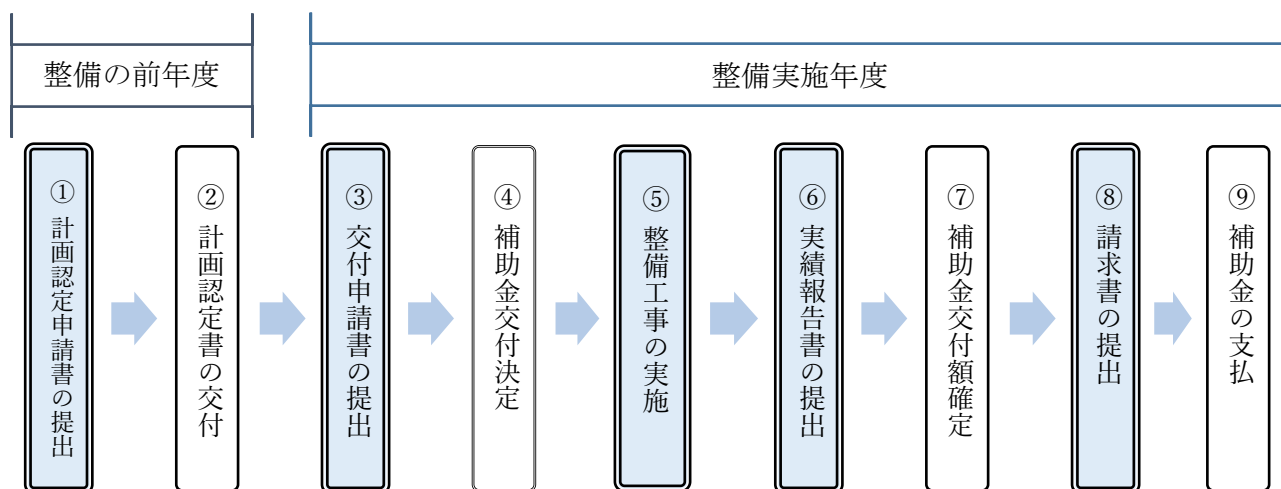 整備の前年度
整備実施年度
① 計画認定申請書の提出
② 計画認定書の交付
③ 交付申請書の提出
④ 補助金交付決定
⑤ 整備工事の実施
⑥ 実績報告書の提出
⑦ 補助金交付額確定
⑧ 請求書の提出
⑨ 補助金の支払